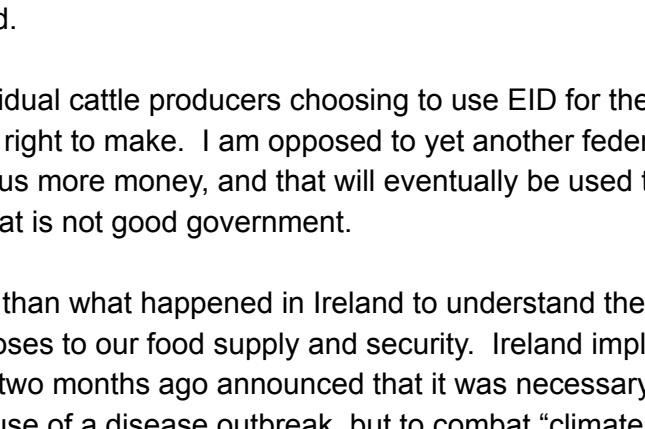 d.
idual cattle producers choosing to use EID for the
right to make.  I am opposed to yet another feder
us more money, and that will eventually be used t
at is not good government.
than what happened in Ireland to understand the
oses to our food supply and security.  Ireland impl
two months ago announced that it was necessary
use of a disease outbreak, but to combat “climate